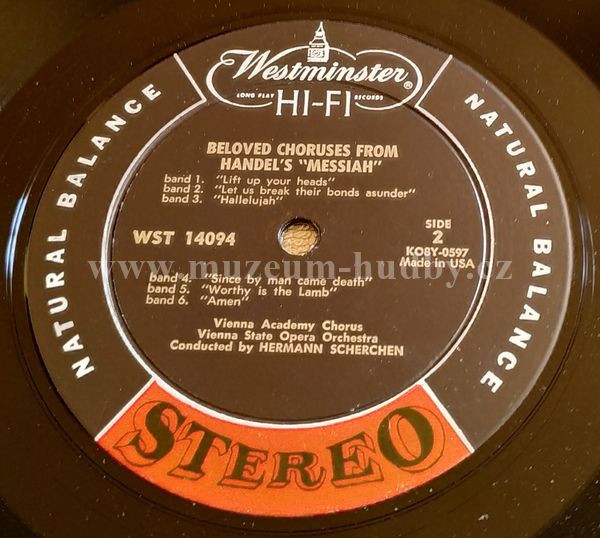 Westminster®
LONG PLAY RECORDS
HI-FI
NATURAL BALANCE
NATURAL BALANCE
BELOVED CHORUSES FROM
HANDEL'S "MESSIAH"
band 1. "Lift up your heads"
band 2. "Let us break their bonds asunder"
band 3. "Hallelujah"
WST 14094
SIDE
2
KO8Y-0597
Made in USA
www.muzeum-hudby.cz
band 4. "Since by man came death"
band 5. "Worthy is the Lamb"
band 6. "Amen"
Vienna Academy Chorus
Vienna State Opera Orchestra
Conducted by HERMANN SCHERCHEN
STEREO